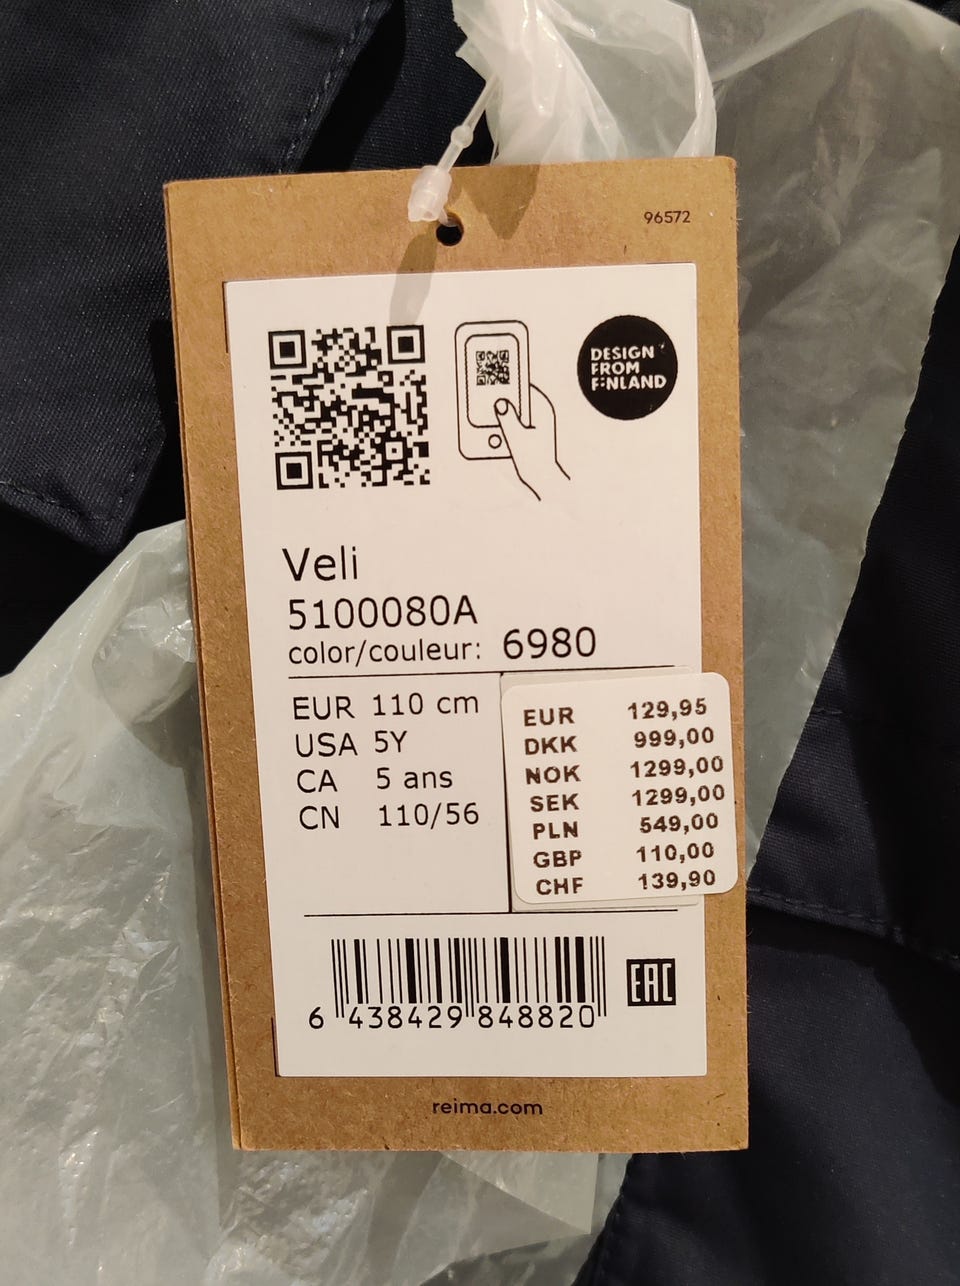 96572
DESIGN
FROM
FINLAND
Veli
5100080A
color/couleur: 6980
EUR 110 cm
USA 5Y
CA 5 ans
CN 110/56
EUR 129,95
DKK 999,00
NOK 1299,00
SEK 1299,00
PLN 549,00
GBP 110,00
CHF 139,90
6 438429 848820
EAC
reima.com